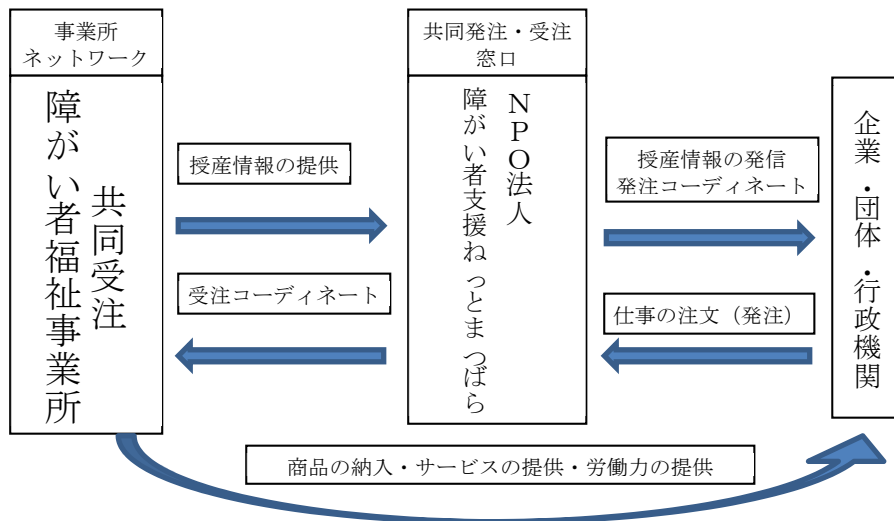 事業所
ネットワーク
共同受注
障がい者福祉事業所
授産情報の提供
受注コーディネート
共同発注・受注
窓口
NPO法人
障がい者支援ねっとまつばら
授産情報の発信
発注コーディネート
仕事の注文（発注）
企業・団体・行政機関
商品の納入・サービスの提供・労働力の提供